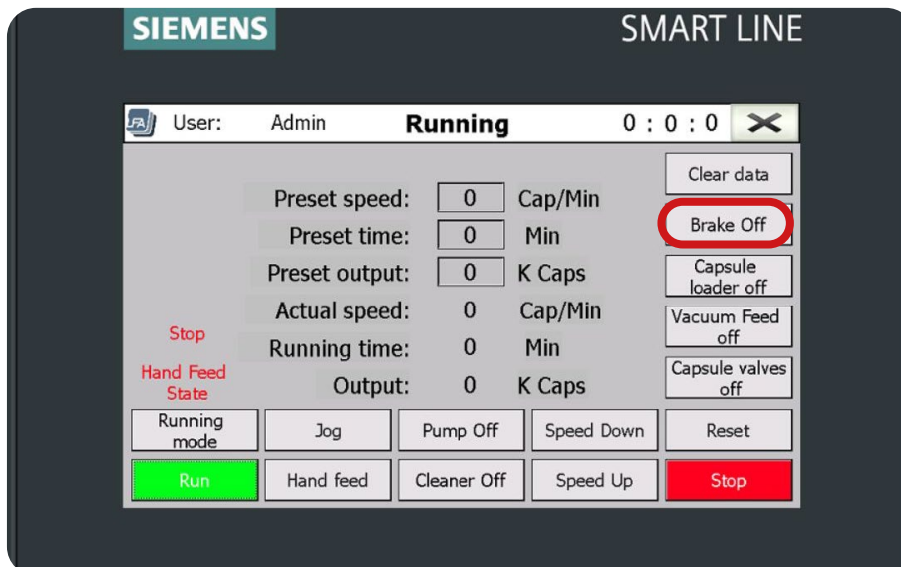 SIEMENS
SMART LINE
User: Admin Running 0 : 0 : 0
Clear data
Preset speed: 0 Cap/Min
Brake Off
Preset time: 0 Min
Preset output: 0 K Caps
Capsule
loader off
Actual speed: 0 Cap/Min
Vacuum Feed
off
Stop
Running time: 0 Min
Hand Feed
State
Output: 0 K Caps
Capsule valves
off
Running
mode
Jog
Pump Off
Speed Down
Reset
Run
Hand feed
Cleaner Off
Speed Up
Stop